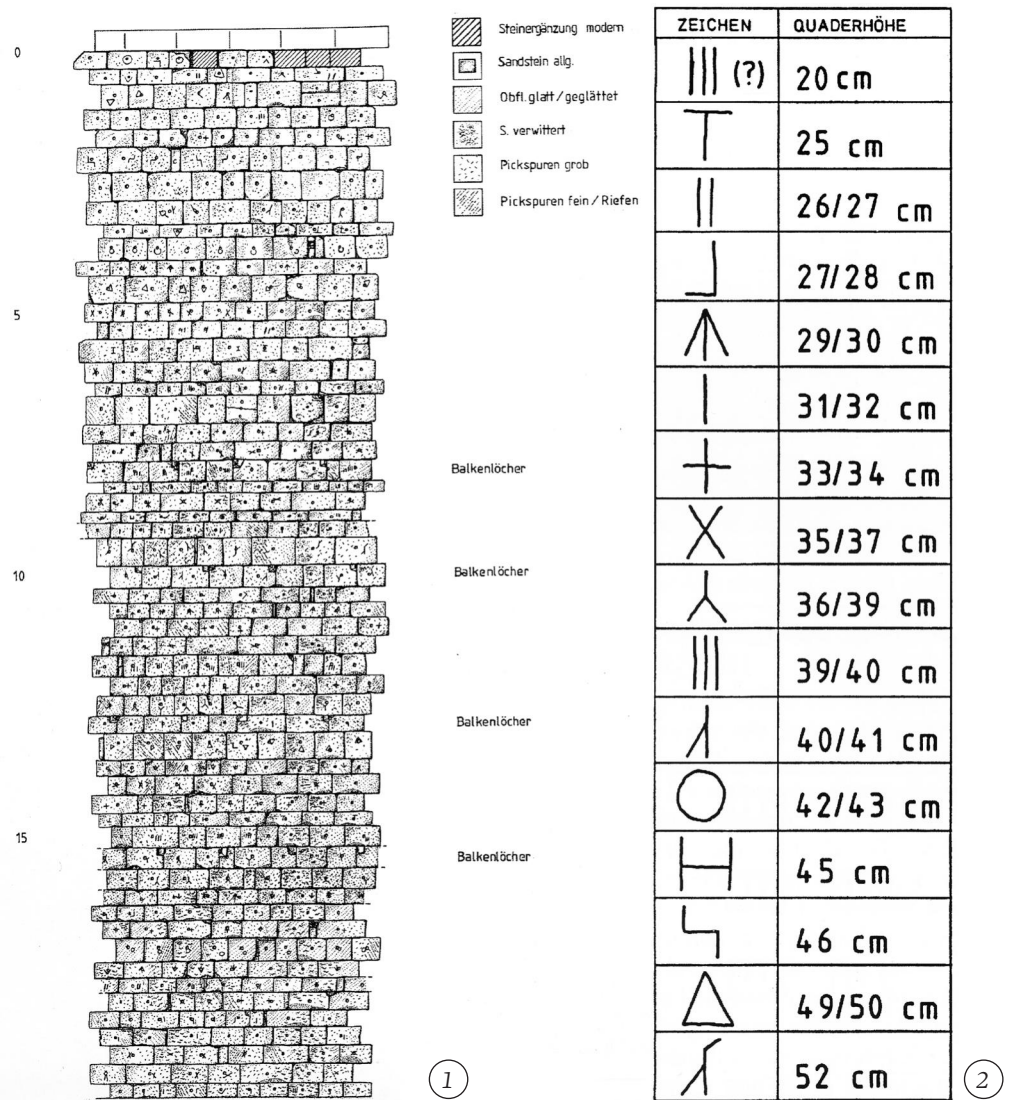 0
5
10
15
Steinergänzung modern
Sandstein allg.
Obfl. glatt/geglättet
S. verwittert
Pickspuren grob
Pickspuren fein/Riefen
Balkenlöcher
Balkenlöcher
Balkenlöcher
Balkenlöcher
1
ZEICHEN QUADERHÖHE
(?) 20 cm
25 cm
26/27 cm
27/28 cm
29/30 cm
31/32 cm
33/34 cm
35/37 cm
36/39 cm
39/40 cm
40/41 cm
42/43 cm
45 cm
46 cm
49/50 cm
52 cm
2